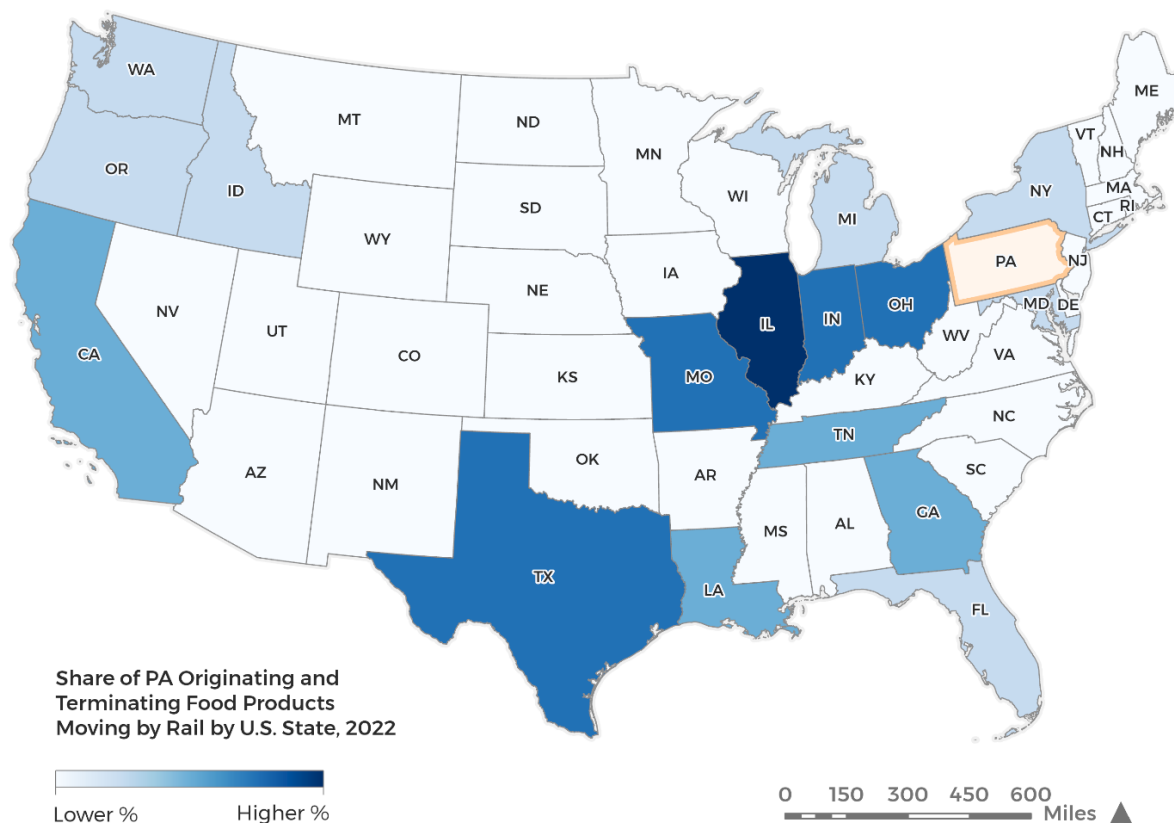 WA
MT
ND
MN
ME
VT
NH
OR
ID
SD
WI
MI
NY
MA
RI
CT
WY
IA
PA
NJ
NE
NV
UT
IL
IN
OH
MD
DE
CA
CO
KS
MO
WV
VA
KY
NC
TN
AZ
NM
OK
AR
SC
MS
AL
GA
TX
LA
FL
Share of PA Originating and
Terminating Food Products
Moving by Rail by U.S. State, 2022
Lower %
Higher %
0 150 300 450 600
Miles